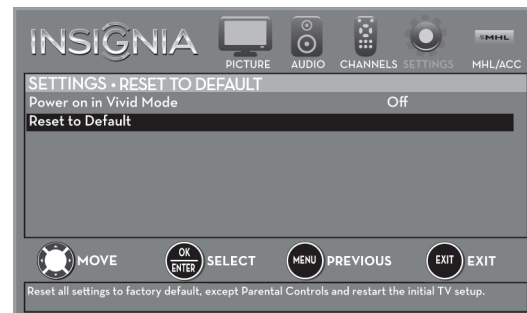 INSIGNIA
PICTURE AUDIO CHANNELS SETTINGS MHL MHL/ACC
SETTINGS • RESET TO DEFAULT
Power on in Vivid Mode Off
Reset to Default
MOVE OK ENTER SELECT MENU PREVIOUS EXIT EXIT
Reset all settings to factory default, except Parental Controls and restart the initial TV setup.